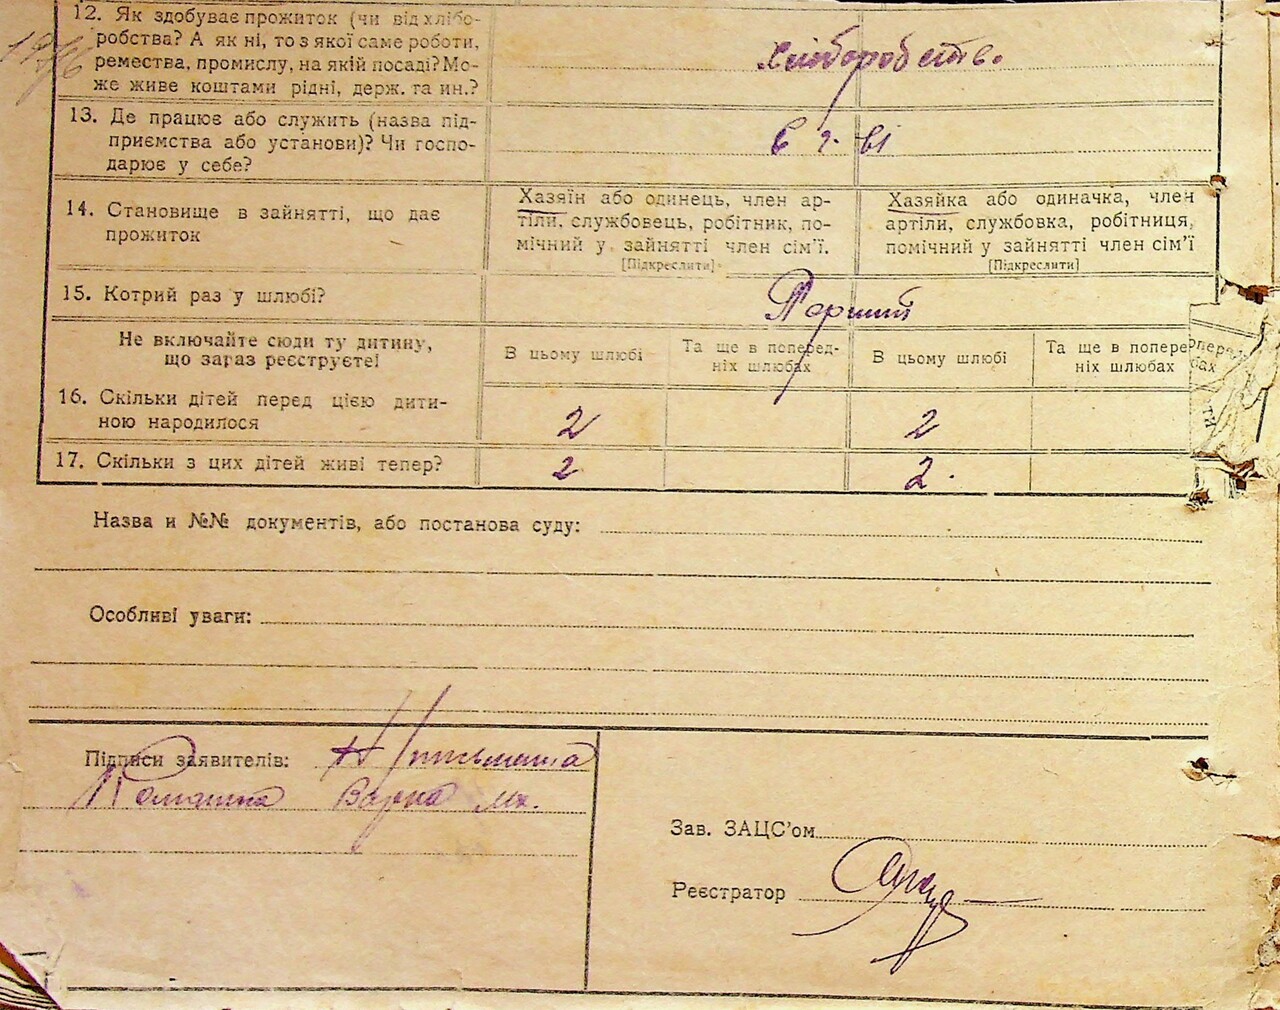 12. Як здобуває прожиток (чи від хлібо-
робства? А як ні, то з якої саме роботи,
ремества, промислу, на якій посаді? Мо-
же живе коштами рідні, держ. та ин.?
Хліборобств.
13. Де працює або служить (назва під-
приємства або установи)? Чи госпо-
дарює у себе?
14. Становище в зайнятті, що дає
прожиток
Хазяїн або одинець, член ар-
тіли, службовець, робітник, по-
мічний у зайнятті член сім'ї.
[Підкреслити]
Хазяйка або одиначка, член
артіли, службовка, робітниця,
помічний у зайнятті член сім'ї
[Підкреслити]
15. Котрий раз у шлюбі?
Перший
Не включайте сюди ту дитину,
що зараз реєструєте!
В цьому шлюбі
Та ще в поперед-
ніх шлюбах
В цьому шлюбі
Та ще в попере
ніх шлюбах
16. Скільки дітей перед цією дити-
ною народилося
2 2
17. Скільки з цих дітей живі тепер?
2 2.
Назва и №№ документів, або постанова суду:
Особливі уваги:
Підписи заявителів:
Варка
Зав. ЗАЦС'ом
Реєстратор